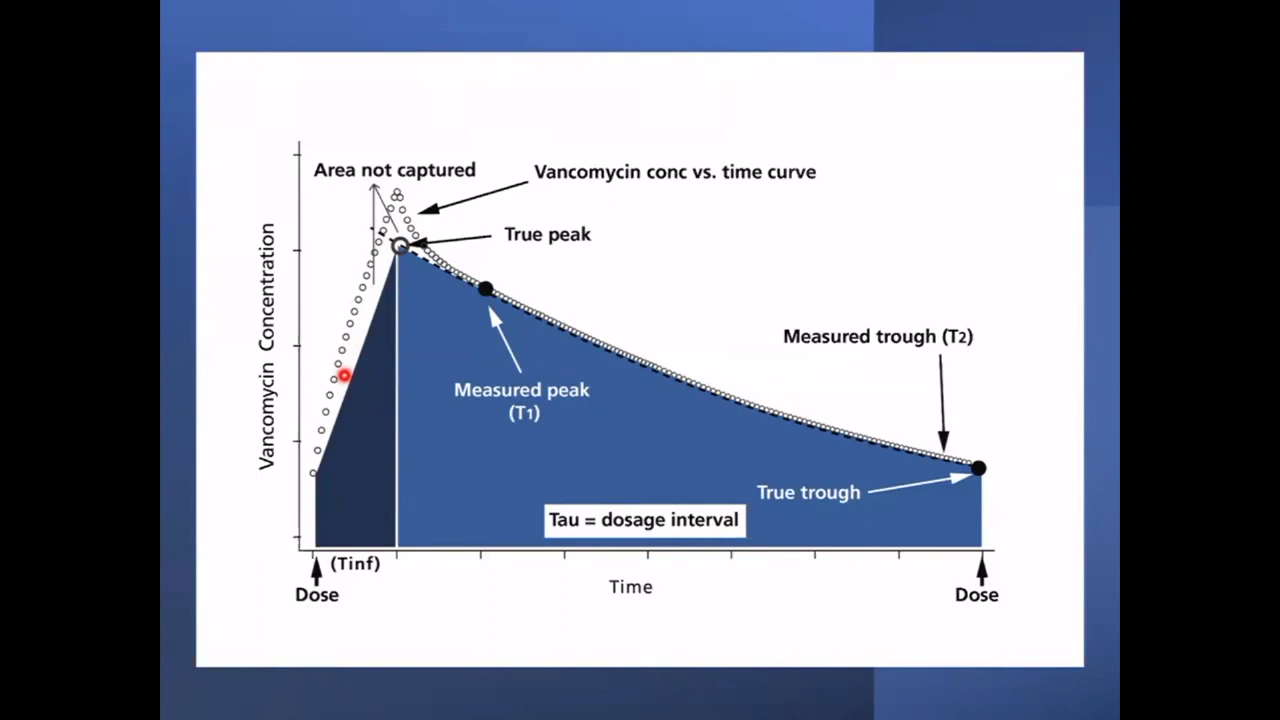 Area not captured
Vancomycin conc vs. time curve
True peak
Vancomycin Concentration
Measured trough (T2)
Measured peak
(T1)
True trough
Tau = dosage interval
(Tinf)
Dose
Time
Dose